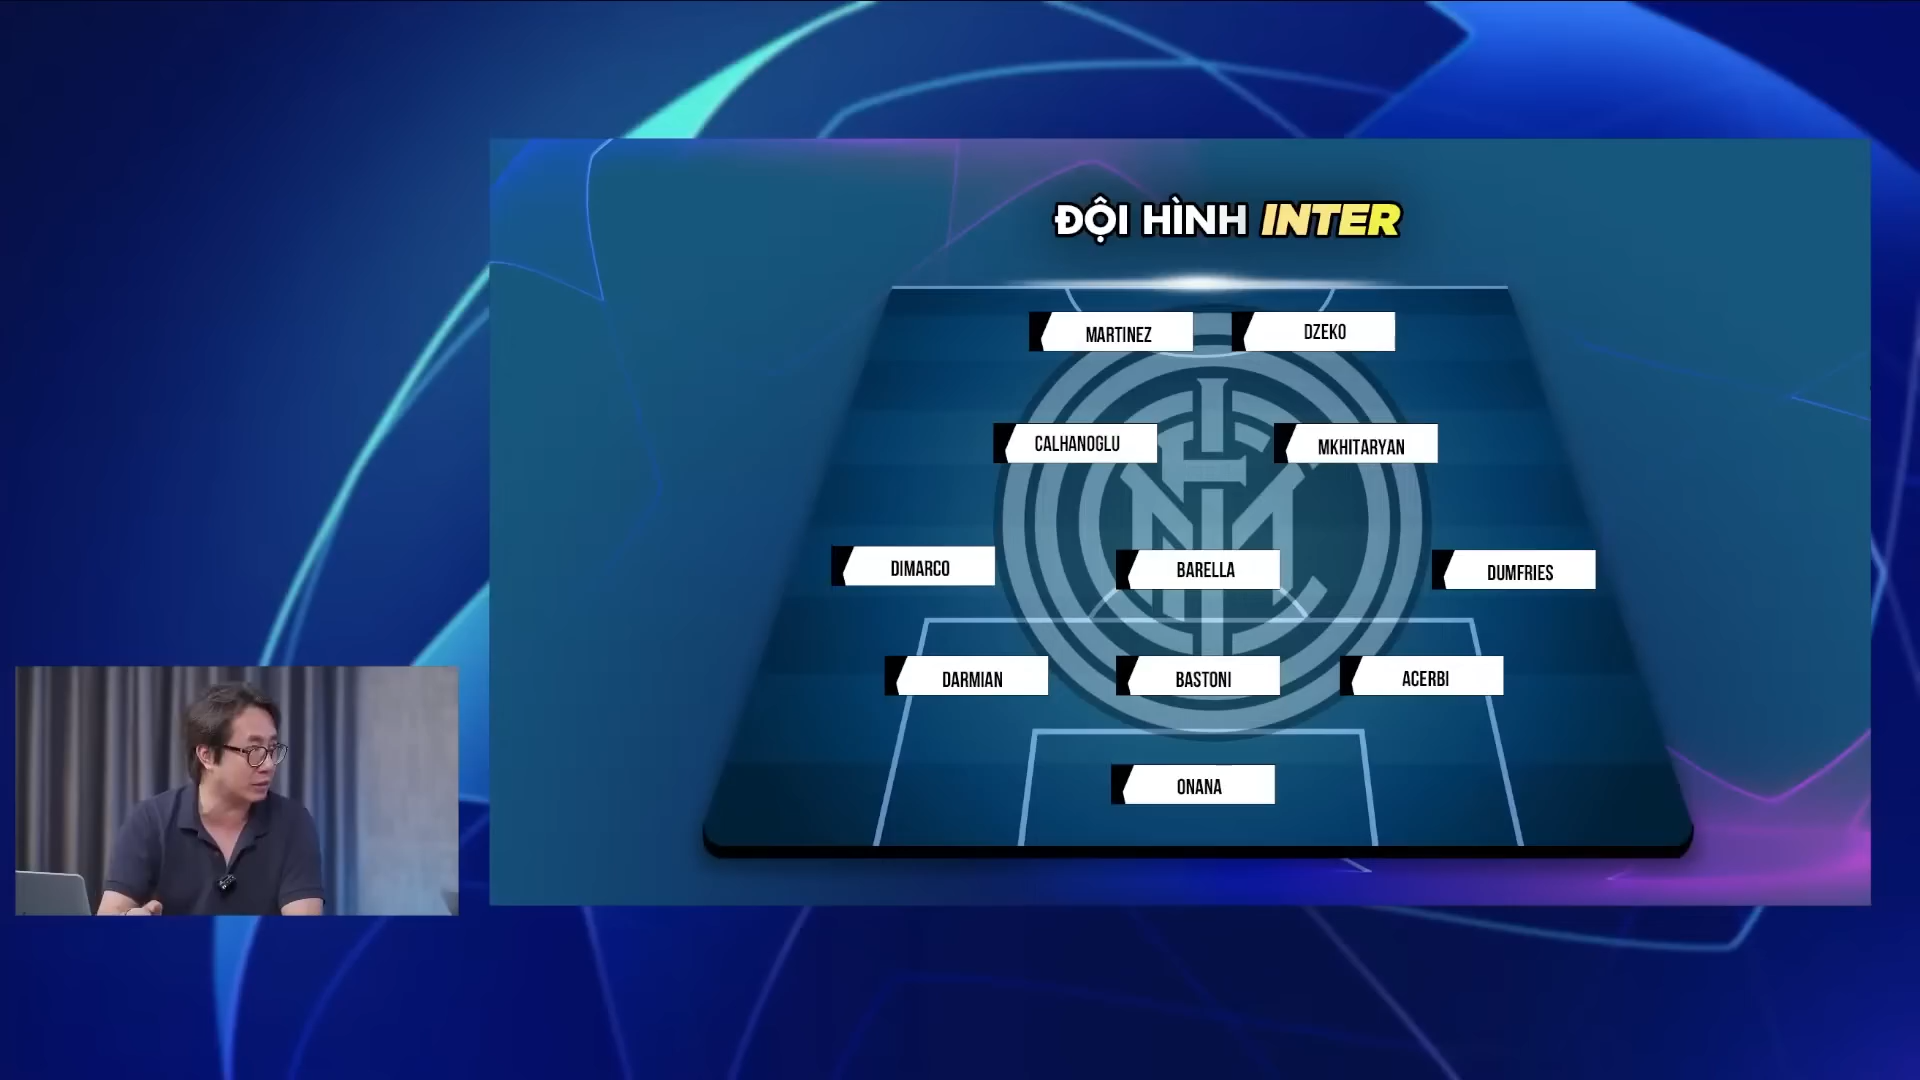 ĐỘI HÌNH INTER
MARTINEZ DZEKO
CALHANOGLU MKHITARYAN
DIMARCO BARELLA DUMFRIES
DARMIAN BASTONI ACERBI
ONANA